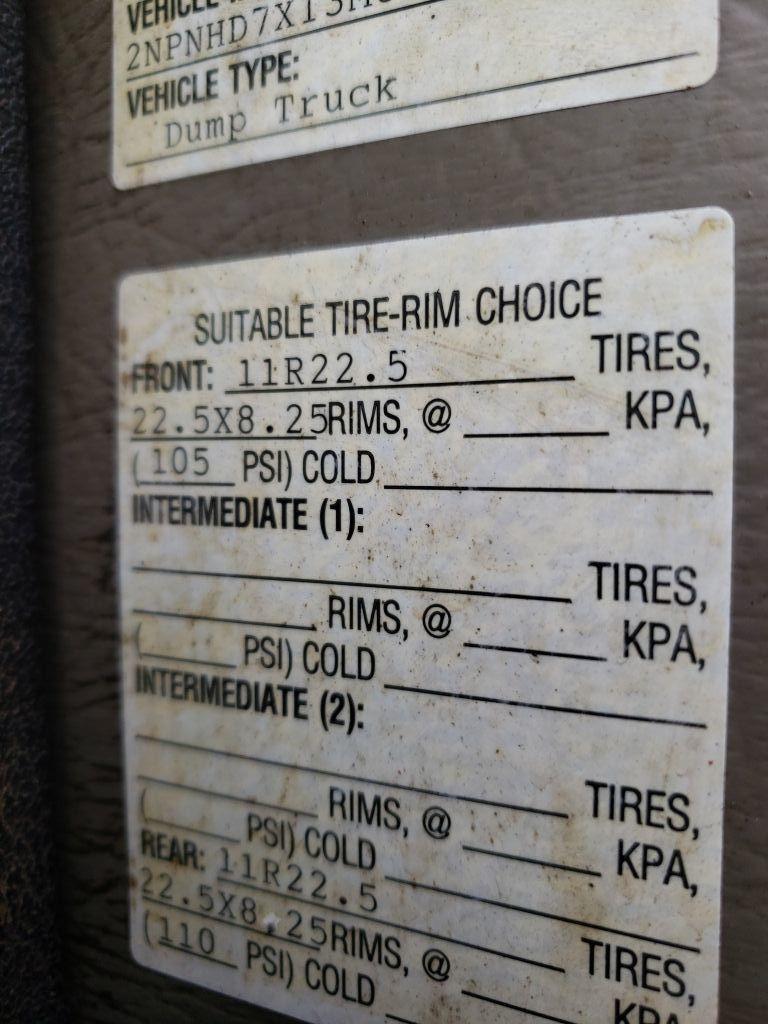 2NPNHD7X13M
VEHICLE TYPE:
Dump Truck
SUITABLE TIRE-RIM CHOICE
FRONT: 11R22.5 TIRES,
22.5X8.25RIMS, @ KPA,
(105 PSI) COLD
INTERMEDIATE (1):
TIRES,
RIMS, @ KPA,
( PSI) COLD
INTERMEDIATE (2):
TIRES,
RIMS, @ KPA,
( PSI) COLD
REAR: 11R22.5 TIRES,
22.5X8.25RIMS, @ KPA
(110 PSI) COLD